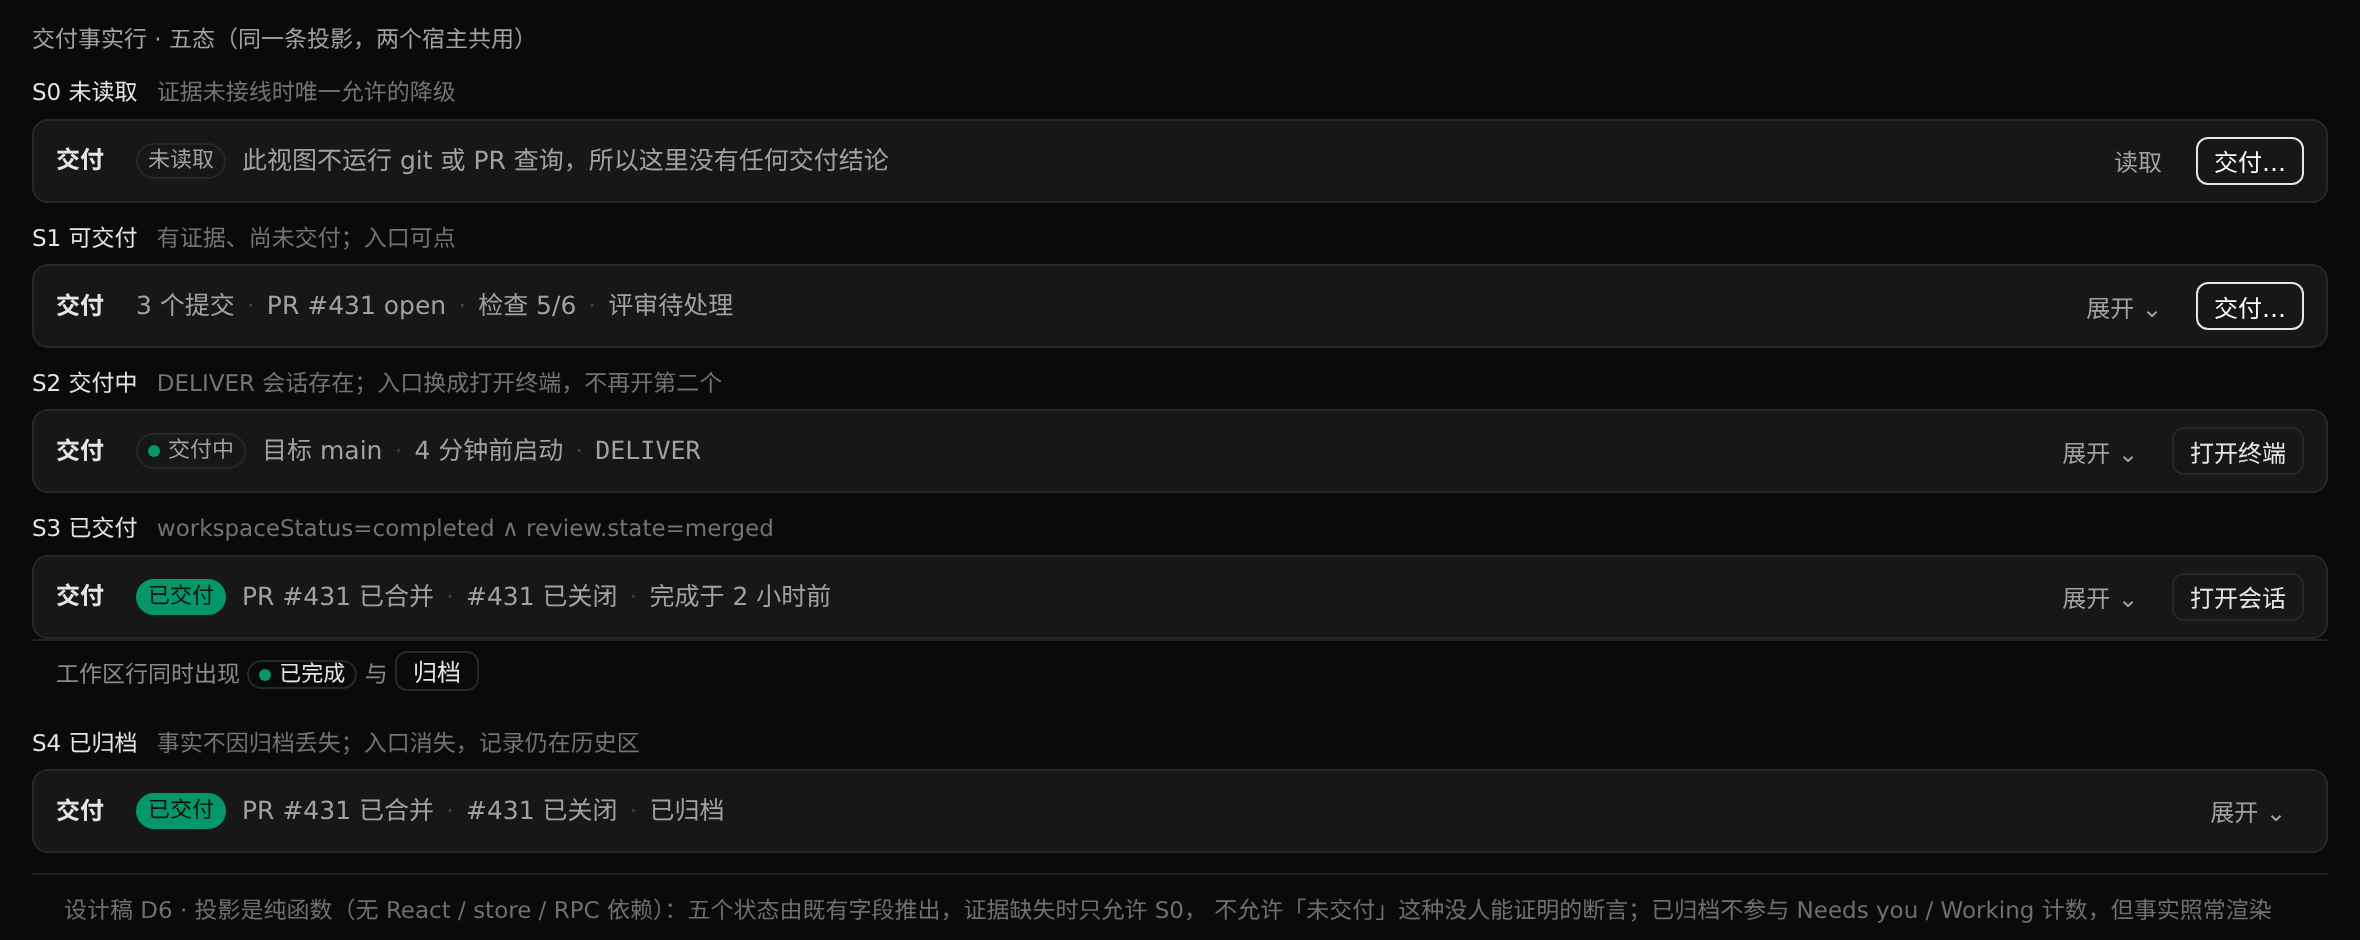 交付事实行 · 五态（同一条投影，两个宿主共用）
S0 未读取 证据未接线时唯一允许的降级
交付 未读取 此视图不运行 git 或 PR 查询，所以这里没有任何交付结论 读取 交付…
S1 可交付 有证据、尚未交付；入口可点
交付 3 个提交 · PR #431 open · 检查 5/6 · 评审待处理 展开 ⌄ 交付…
S2 交付中 DELIVER 会话存在；入口换成打开终端，不再开第二个
交付 交付中 目标 main · 4 分钟前启动 · DELIVER 展开 ⌄ 打开终端
S3 已交付 workspaceStatus=completed ∧ review.state=merged
交付 已交付 PR #431 已合并 · #431 已关闭 · 完成于 2 小时前 展开 ⌄ 打开会话
工作区行同时出现 已完成 与 归档
S4 已归档 事实不因归档丢失；入口消失，记录仍在历史区
交付 已交付 PR #431 已合并 · #431 已关闭 · 已归档 展开 ⌄
设计稿 D6 · 投影是纯函数（无 React / store / RPC 依赖）：五个状态由既有字段推出，证据缺失时只允许 S0， 不允许「未交付」这种没人能证明的断言；已归档不参与 Needs you / Working 计数，但事实照常渲染